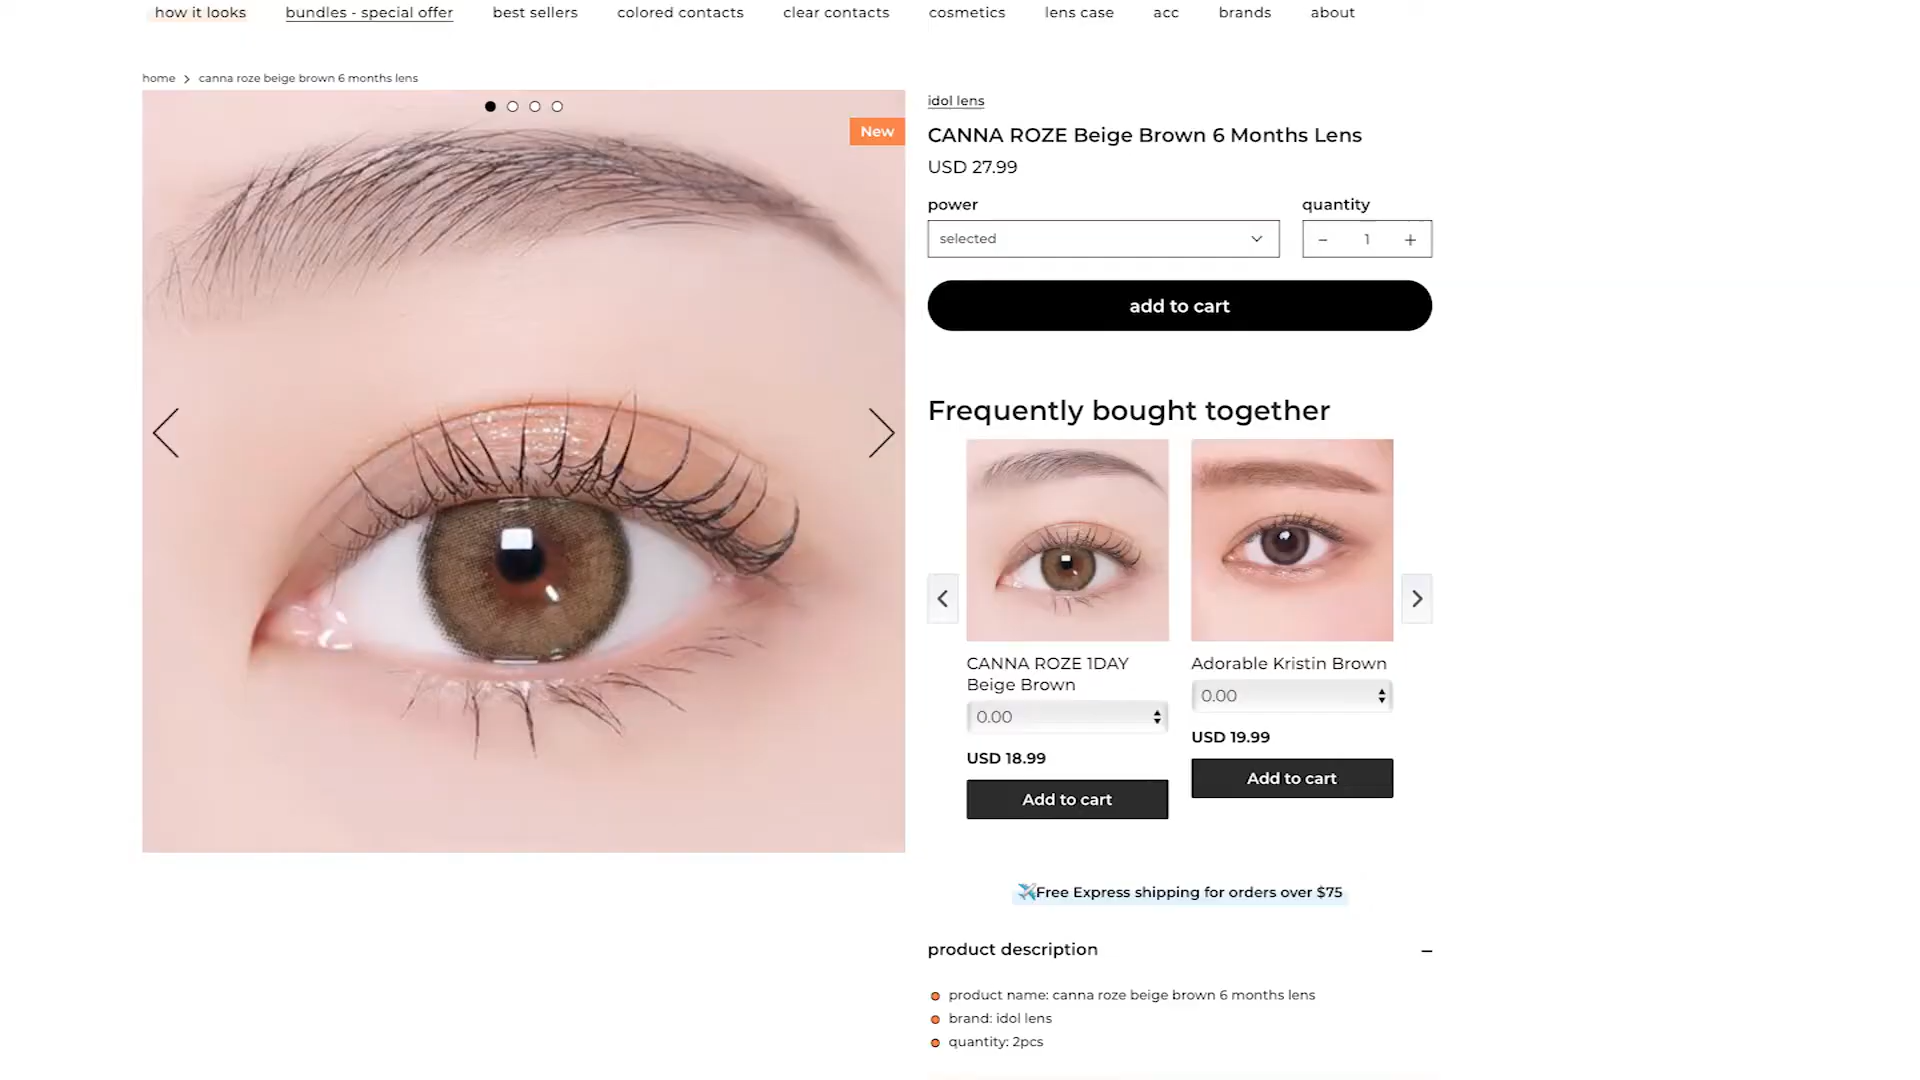 how it looks bundles - special offer best sellers colored contacts clear contacts cosmetics lens case acc brands about
home > canna roze beige brown 6 months lens
New
idol lens
CANNA ROZE Beige Brown 6 Months Lens
USD 27.99
power quantity
selected − 1 +
add to cart
Frequently bought together
CANNA ROZE 1DAY
Beige Brown
0.00
USD 18.99
Add to cart
Adorable Kristin Brown
0.00
USD 19.99
Add to cart
✈️Free Express shipping for orders over $75
product description −
product name: canna roze beige brown 6 months lens
brand: idol lens
quantity: 2pcs